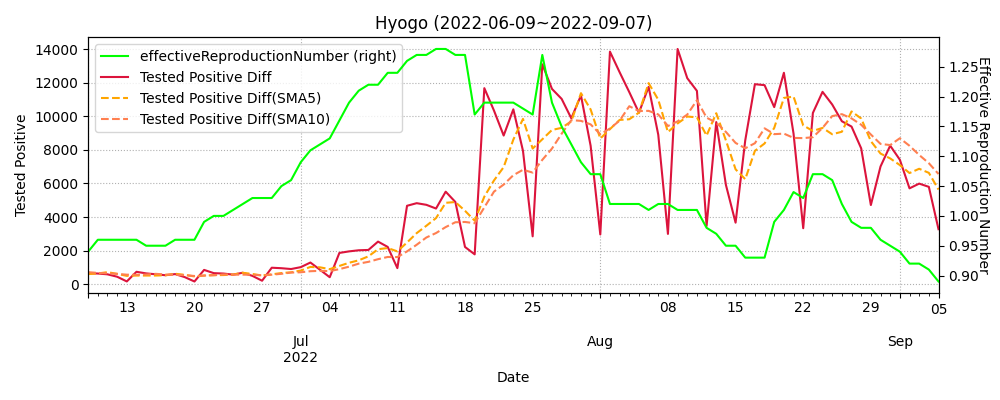 Hyogo (2022-06-09~2022-09-07)
effectiveReproductionNumber (right)
Tested Positive Diff
Tested Positive Diff(SMA5)
Tested Positive Diff(SMA10)
Tested Positive
14000
12000
10000
8000
6000
4000
2000
0
1.25
1.20
1.15
1.10
1.05
1.00
0.95
0.90
Effective Reproduction Number
13 20 27 04 11 18 25 08 15 22 29 05
Jul Aug Sep
2022
Date